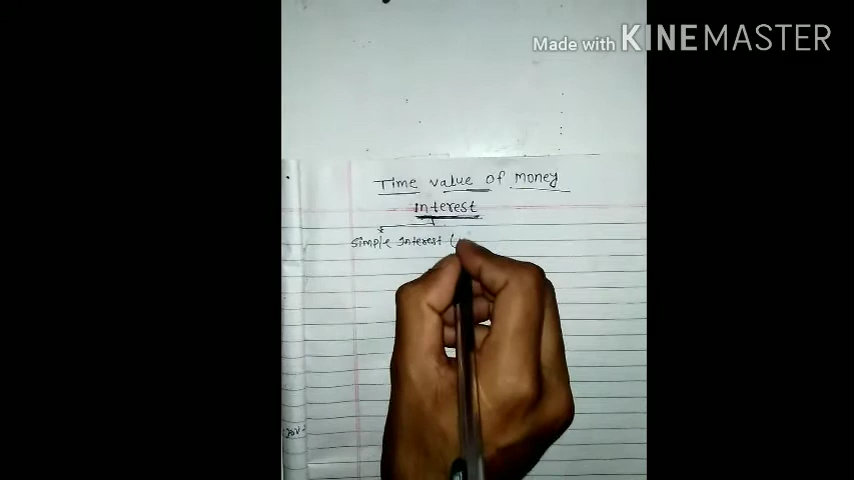 Made with KINEMASTER
Time value of money
interest
simple Interest (